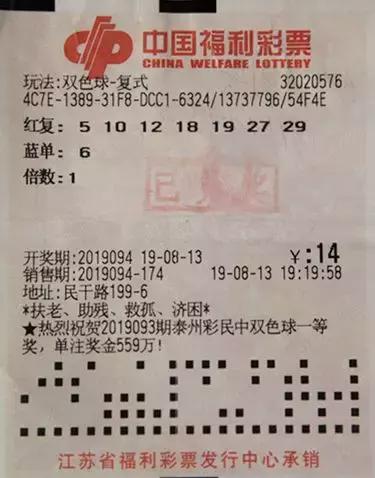 中国福利彩票
CHINA WELFARE LOTTERY
玩法:双色球-复式 32020576
4C7E-1389-31F8-DCC1-6324/13737796/54F4E
红复: 5 10 12 18 19 27 29
蓝单: 6
倍数:1
开奖期:2019094 19-08-13 ¥:14
销售期:2019094-174 19-08-13 19:19:58
地址:民干路199-6
*扶老、助残、救孤、济困*
★热烈祝贺2019093期泰州彩民中双色球一等
奖,单注奖金559万!
江苏省福利彩票发行中心承销